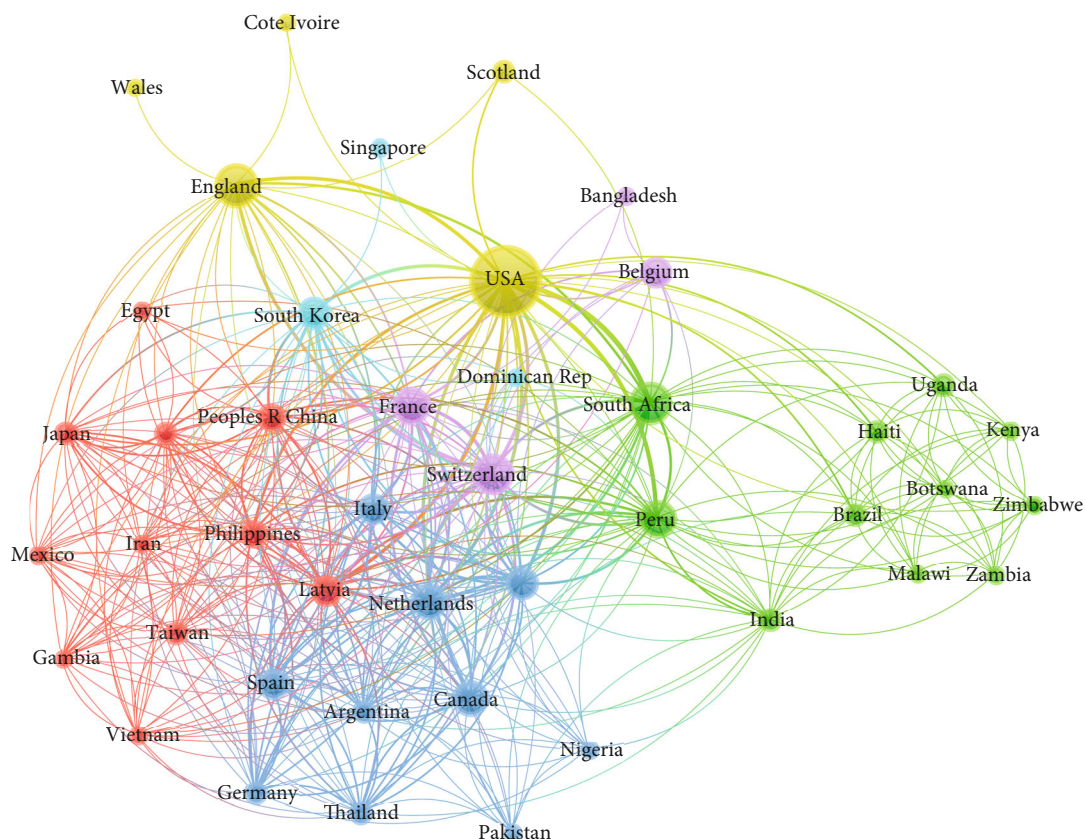 Cote Ivoire
Scotland
Wales
Singapore
England
Bangladesh
Belgium
USA
Egypt
South Korea
Dominican Rep
Uganda
France
South Africa
Peoples R China
Japan
Haiti
Kenya
Switzerland
Botswana
Italy
Zimbabwe
Brazil
Peru
Philippines
Iran
Mexico
Malawi
Zambia
Latvia
Netherlands
India
Taiwan
Gambia
Spain
Canada
Argentina
Vietnam
Nigeria
Germany
Thailand
Pakistan